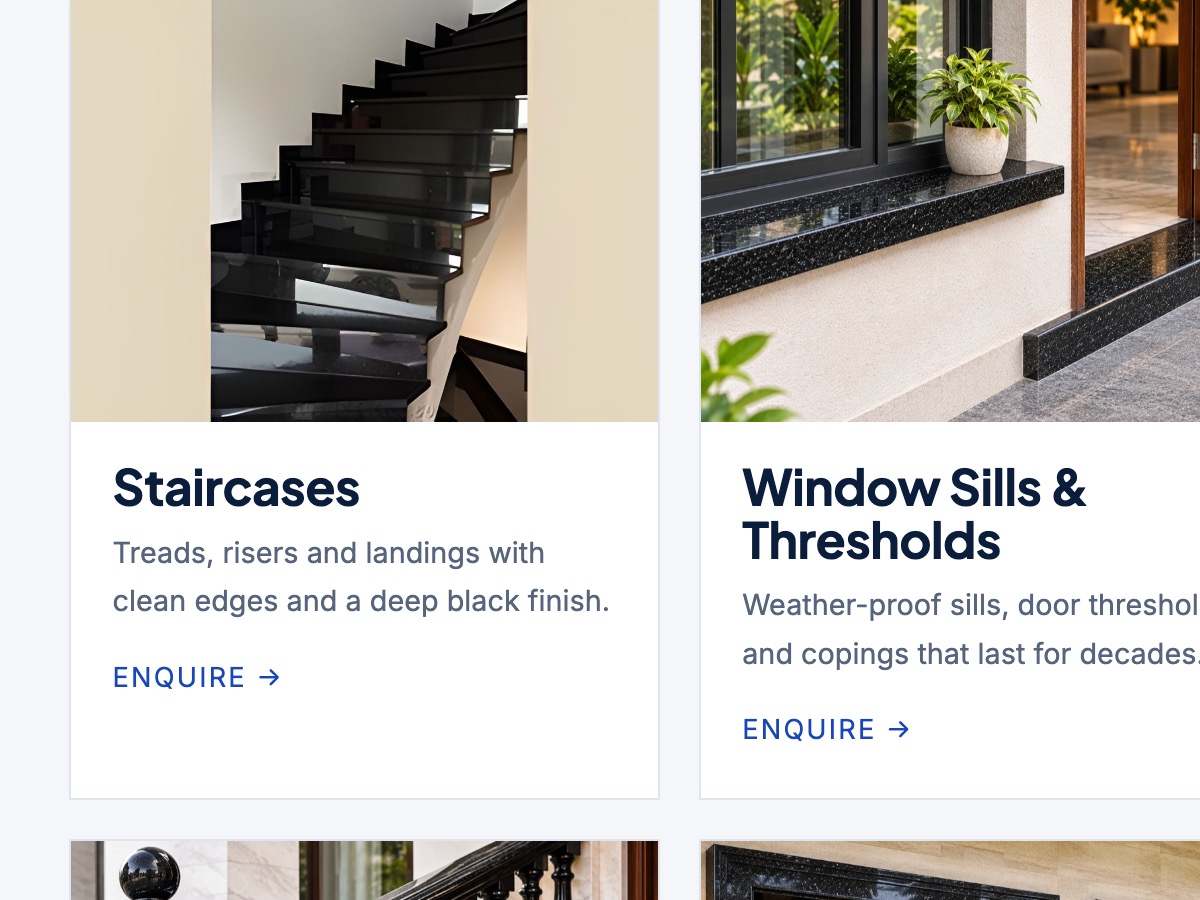 Staircases
Treads, risers and landings with
clean edges and a deep black finish.
ENQUIRE →
Window Sills &
Thresholds
Weather-proof sills, door
and copings that last for decades.
ENQUIRE →